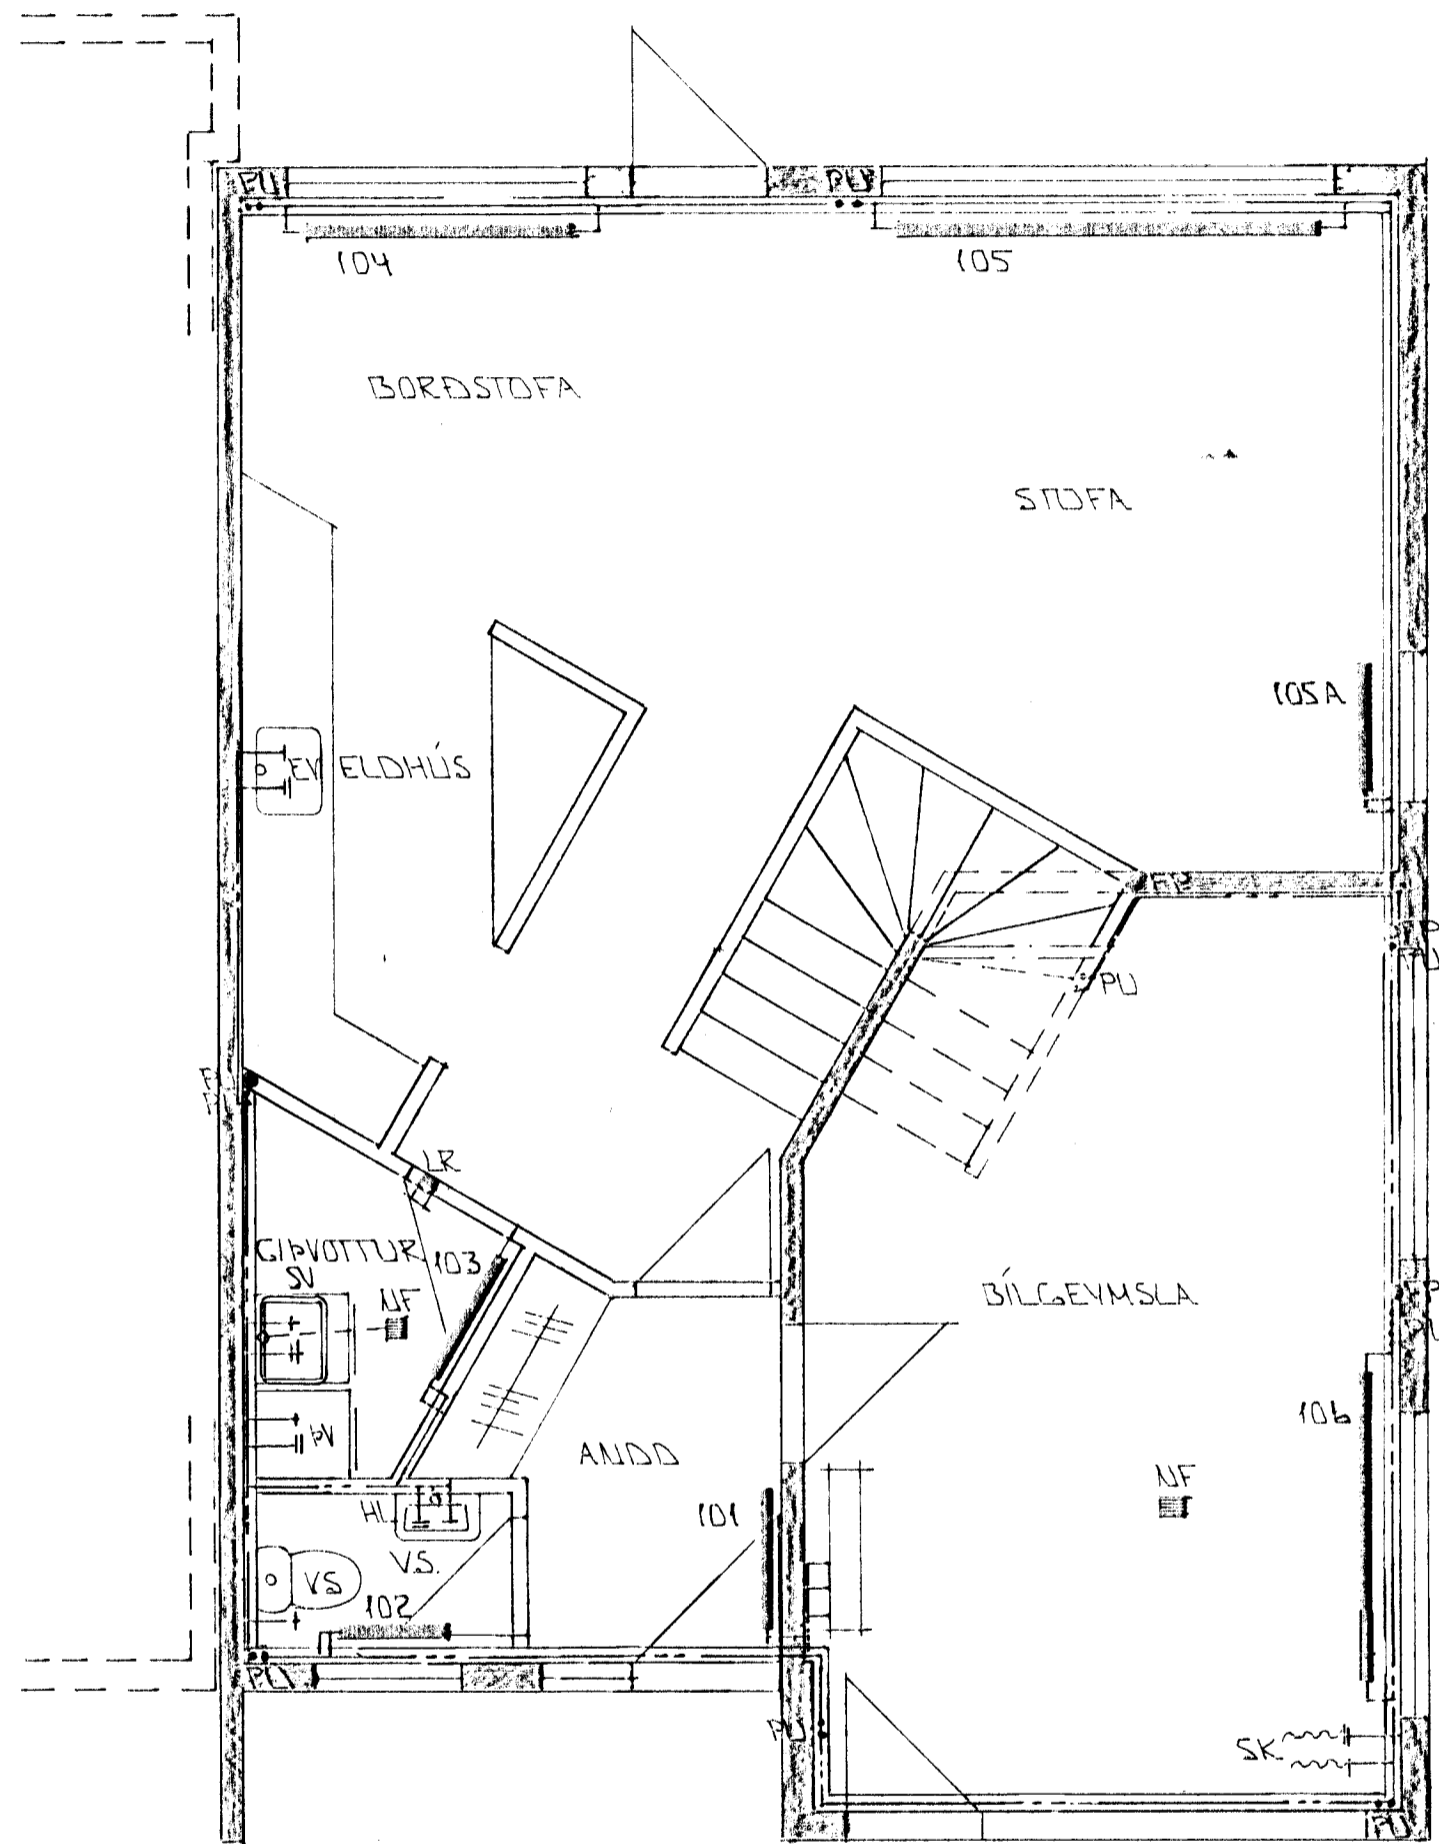 PU
PU
104
105
BORÐSTOFA
STOFA
105A
EV
ELDHÚS
PU
LR
G/ÞVOTTUR
103
SV
NF
BÍLGEYMSLA
106
ÞV
ANDD
NF
HL
101
V.S.
VS
102
PU
PU
SK
PU